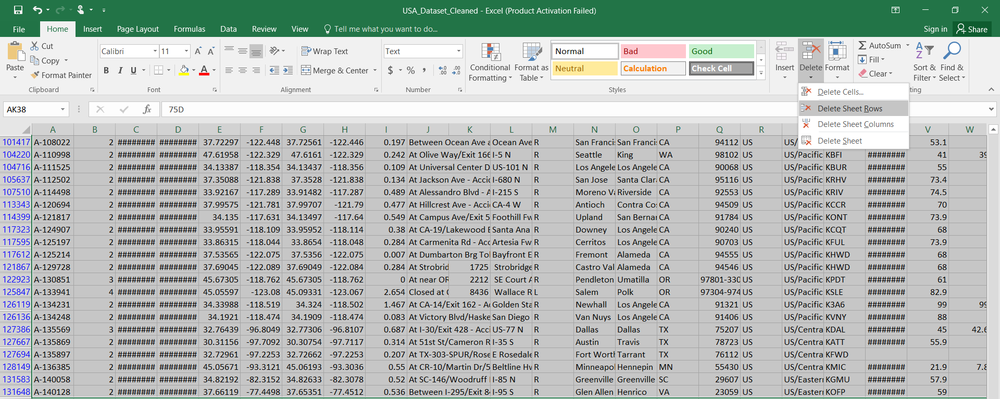 USA_Dataset_Cleaned - Excel (Product Activation Failed)
File Home Insert Page Layout Formulas Data Review View Tell me what you want to do... Sign in Share
Paste Cut Copy Format Painter Clipboard
Calibri 11 B I U A A A Font
Wrap Text Merge & Center Alignment
Text $ % , .00 .00 Number
Conditional Formatting Format as Table
Normal Bad Good
Neutral Calculation Check Cell
Styles
Insert Delete Format
AutoSum Fill Clear Sort & Filter Find & Select
Delete Cells...
Delete Sheet Rows
Delete Sheet Columns
Delete Sheet
AK38 fx 75D
A B C D E F G H I J K L M N O P Q R V W
101417 A-108022 2 ######## ######## 37.72297 -122.448 37.72561 -122.446 0.197 Between Ocean Ave Ocean Ave R San Franci San Franci CA 94112 US US/ 53.1
104220 A-110998 2 ######## ######## 47.61958 -122.329 47.6161 -122.329 0.242 At Olive Way/Exit 166 I-5 N R Seattle King WA 98102 US US/Pacific KBFI ######## 41 39
104716 A-111525 2 ######## ######## 34.13387 -118.354 34.13437 -118.356 0.109 At Universal Center D US-101 N R Los Angele Los Angele CA 90068 US US/Pacific KBUR ######## 55
105637 A-112502 2 ######## ######## 37.35088 -121.838 37.3528 -121.838 0.134 At Jackson Ave - Accid I-680 N R San Jose Santa Clar CA 95116 US US/Pacific KRHV ######## 73.4
107510 A-114498 2 ######## ######## 33.92167 -117.289 33.91482 -117.287 0.489 At Alessandro Blvd - A I-215 S R Moreno Va Riverside CA 92553 US US/Pacific KRIV ######## 74.5
113343 A-120694 2 ######## ######## 37.99575 -121.781 37.99707 -121.79 0.477 At Hillcrest Ave - Acci CA-4 W R Antioch Contra Co CA 94509 US US/Pacific KCCR ######## 70
114399 A-121817 2 ######## ######## 34.135 -117.631 34.13497 -117.64 0.549 At Campus Ave/Exit 5 Foothill Fw R Upland San Bernar CA 91784 US US/Pacific KONT ######## 73.9
117323 A-124907 2 ######## ######## 33.95591 -118.109 33.95952 -118.114 0.38 At CA-19/Lakewood B Santa Ana R Downey Los Angele CA 90240 US US/Pacific KCQT ######## 68
117595 A-125197 2 ######## ######## 33.86315 -118.044 33.8654 -118.048 0.284 At Carmenita Rd - Acc Artesia Fw R Cerritos Los Angele CA 90703 US US/Pacific KFUL ######## 73.9
117612 A-125214 2 ######## ######## 37.53565 -122.075 37.5356 -122.075 0.007 At Dumbarton Brg Tol Bayfront E R Fremont Alameda CA 94555 US US/Pacific KHWD ######## 68
121867 A-129728 2 ######## ######## 37.69045 -122.089 37.69049 -122.084 0.284 At Strobrid 1725 Strobridge R Castro Val Alameda CA 94546 US US/Pacific KHWD ######## 68
122923 A-130851 3 ######## ######## 45.67305 -118.762 45.67305 -118.762 0 At near OR 2212 SE Court A R Pendleton Umatilla OR 97801-330 US US/Pacific KPDT ######## 61
125847 A-133941 4 ######## ######## 45.05597 -123.08 45.09331 -123.067 2.654 Closed at 8436 Wallace R L Salem Polk OR 97304-974 US US/Pacific KSLE ######## 82.9
126119 A-134231 2 ######## ######## 34.33988 -118.519 34.324 -118.502 1.467 At CA-14/Exit 162 - Ac Golden Sta R Newhall Los Angele CA 91321 US US/Pacific K3A6 ######## 99 99
126136 A-134248 2 ######## ######## 34.1921 -118.474 34.1909 -118.474 0.083 At Victory Blvd/Haske San Diego R Van Nuys Los Angele CA 91406 US US/Pacific KVNY ######## 88
127386 A-135569 3 ######## ######## 32.76439 -96.8049 32.77306 -96.8107 0.687 At I-30/Exit 428 - Acci US-77 N R Dallas Dallas TX 75207 US US/Centra KDAL ######## 45 42.6
127667 A-135869 2 ######## ######## 30.31156 -97.7092 30.30754 -97.7117 0.314 At 51st St/Cameron R I-35 S R Austin Travis TX 78723 US US/Centra KATT ######## 55.9
127694 A-135897 2 ######## ######## 32.72961 -97.2253 32.72662 -97.2253 0.207 At TX-303-SPUR/Rose E Rosedale R Fort Worth Tarrant TX 76112 US US/Centra KFWD
128149 A-136385 2 ######## ######## 45.05671 -93.3121 45.06193 -93.3036 0.55 At CR-10/Martin Dr/5 Beltline Hw R Minneapol Hennepin MN 55430 US US/Centra KMIC ######## 21.9 7.8
131583 A-140058 2 ######## ######## 34.82192 -82.3152 34.82633 -82.3078 0.52 At SC-146/Woodruff I-85 N R Greenville Greenville SC 29607 US US/Eastern KGMU ######## 57.9
131648 A-140128 2 ######## ######## 37.66119 -77.4498 37.65351 -77.4512 0.536 Between I-295/Exit 84 I-95 S R Glen Allen Henrico VA 23059 US US/Eastern KOFP ######## 59